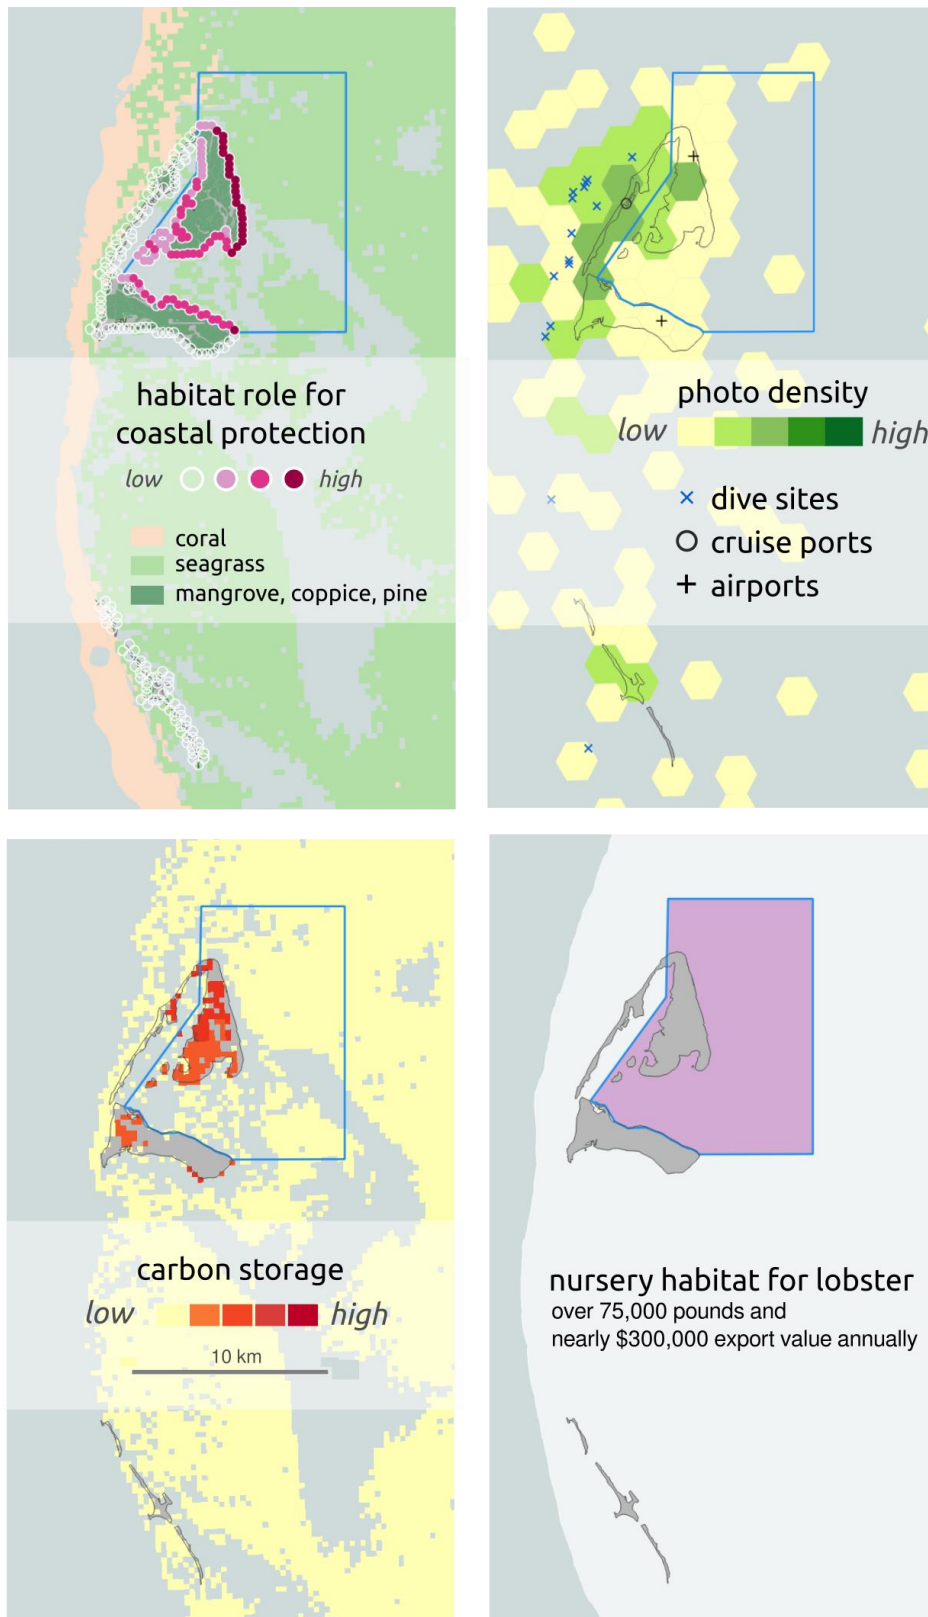 habitat role for
coastal protection
low high
coral
seagrass
mangrove, coppice, pine
photo density
low high
dive sites
cruise ports
airports
carbon storage
low high
10 km
nursery habitat for lobster
over 75,000 pounds and
nearly $300,000 export value annually